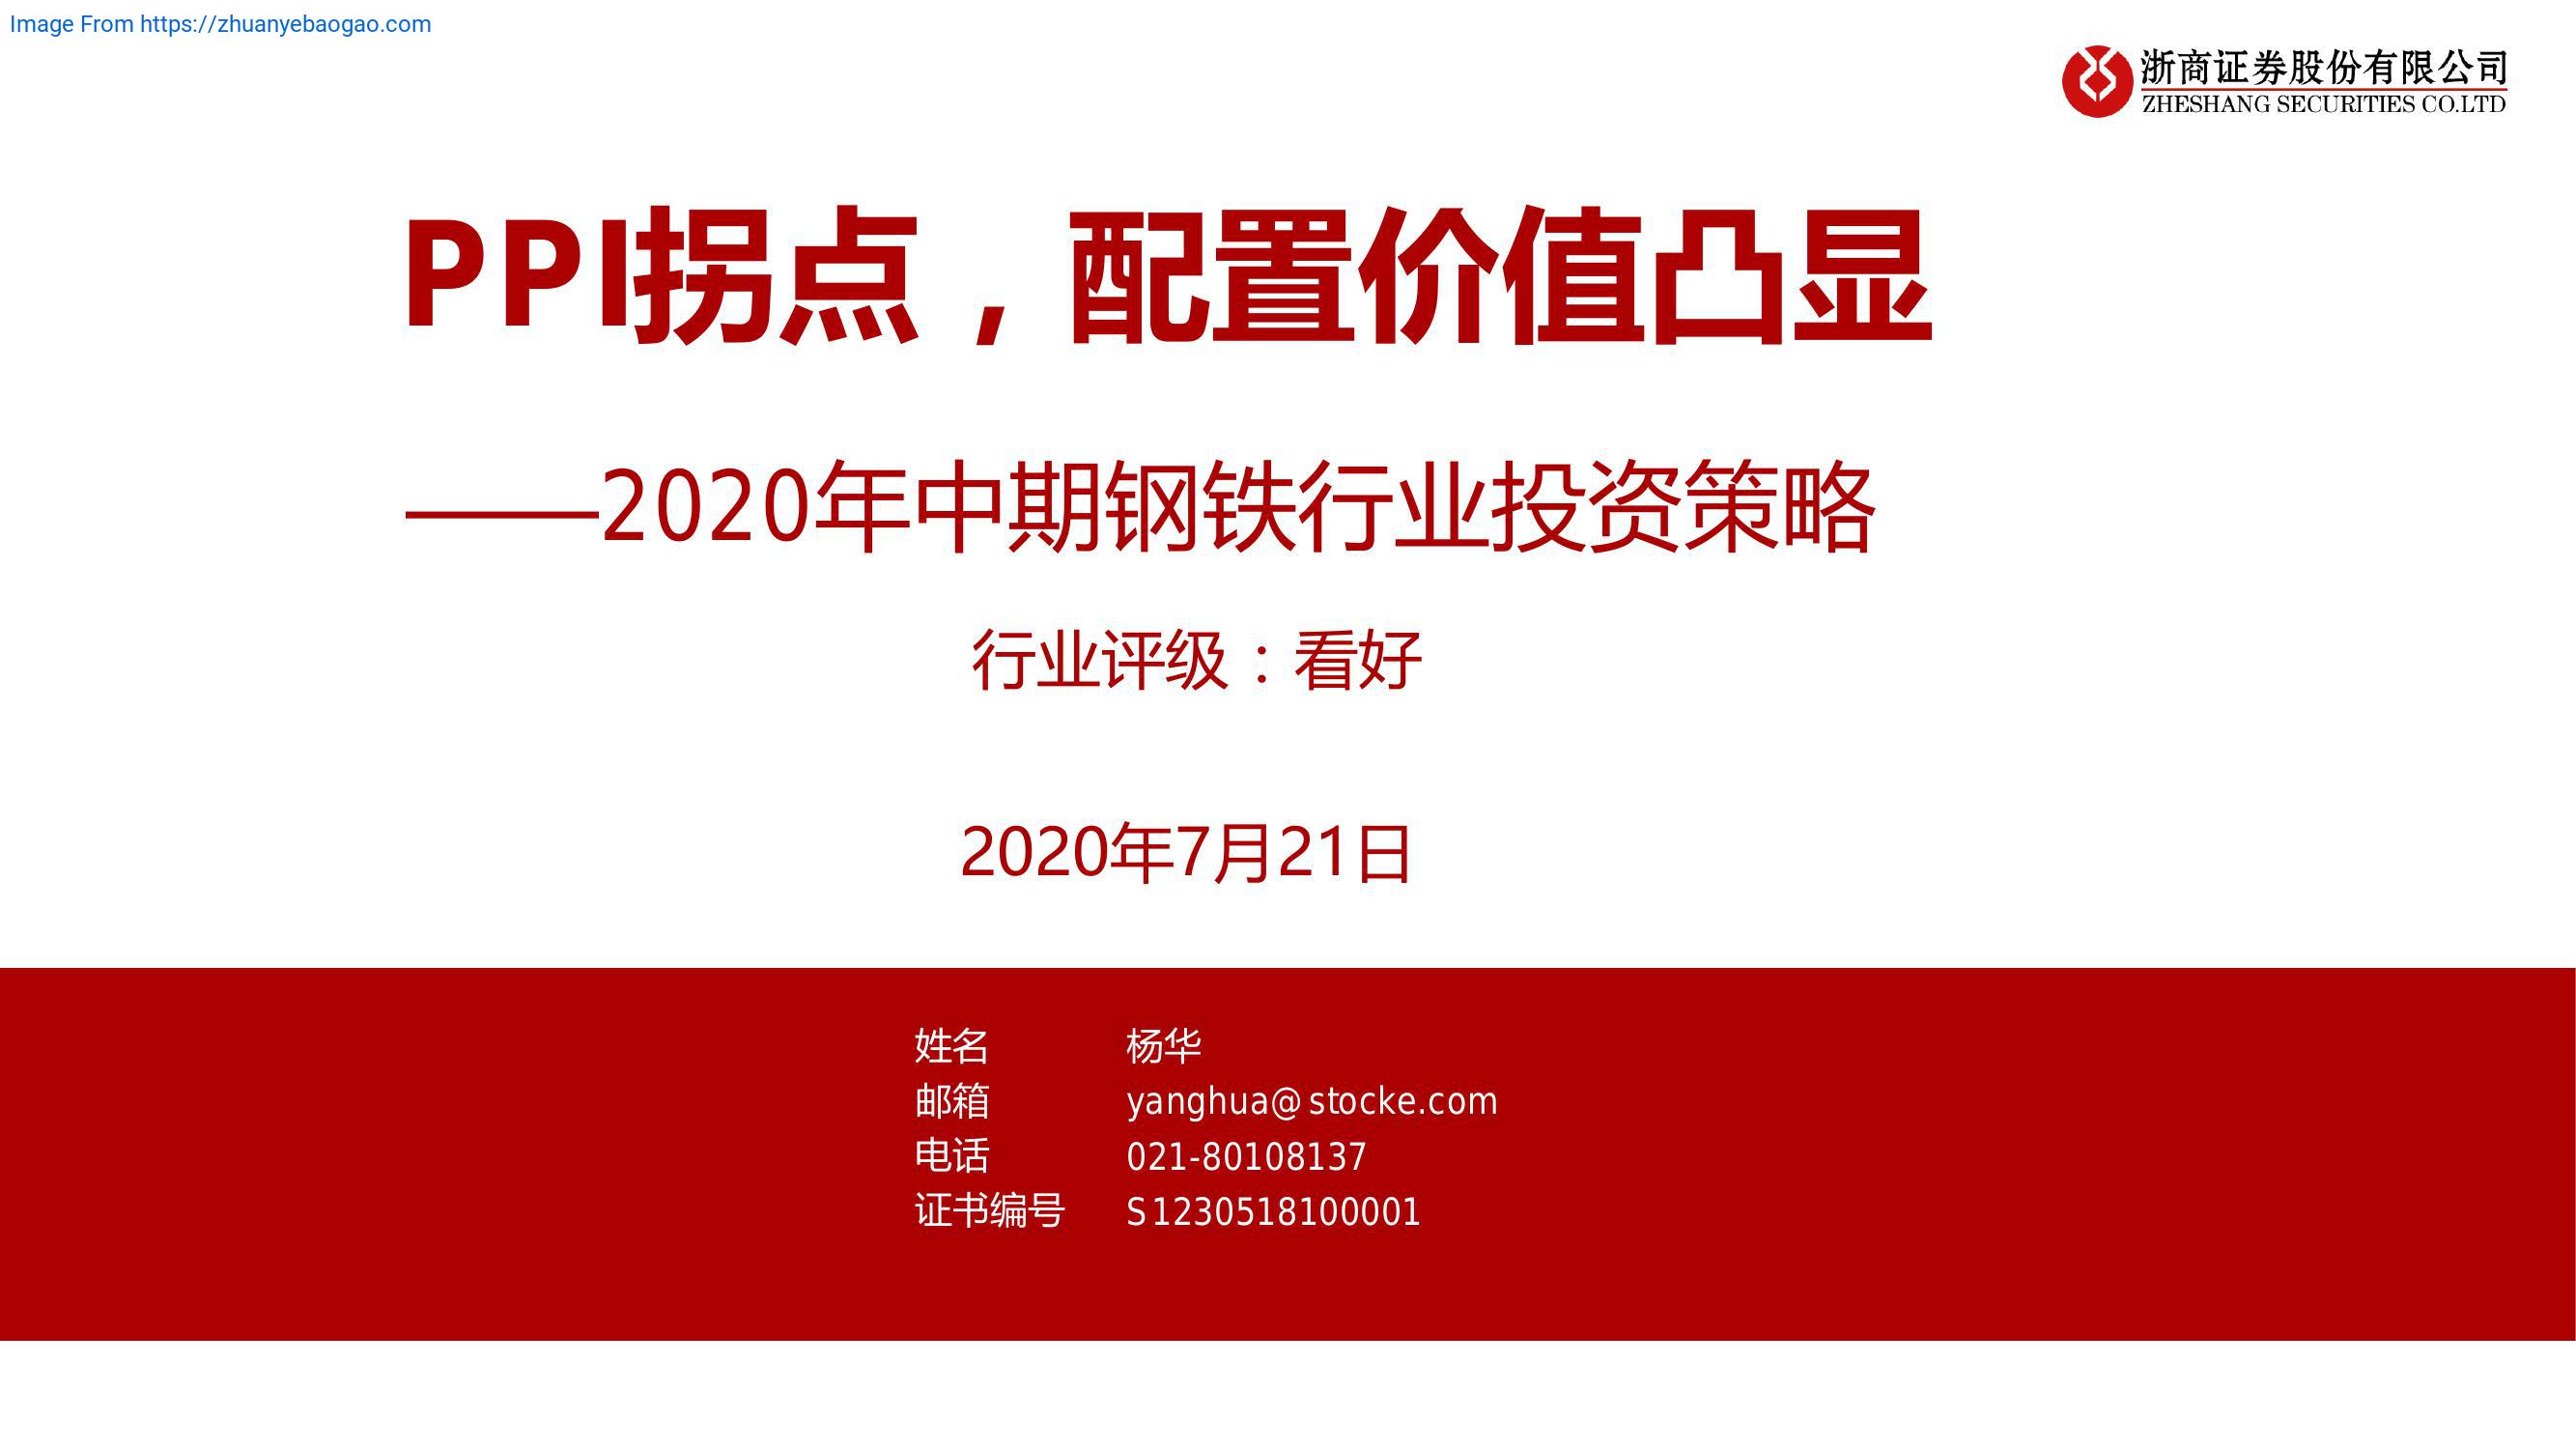 Image From https://zhuanyebaogao.com
浙商证券股份有限公司
ZHESHANG SECURITIES CO.LTD
PPI拐点，配置价值凸显
——2020年中期钢铁行业投资策略
行业评级：看好
2020年7月21日
姓名 杨华
邮箱 yanghua@stocke.com
电话 021-80108137
证书编号 S1230518100001